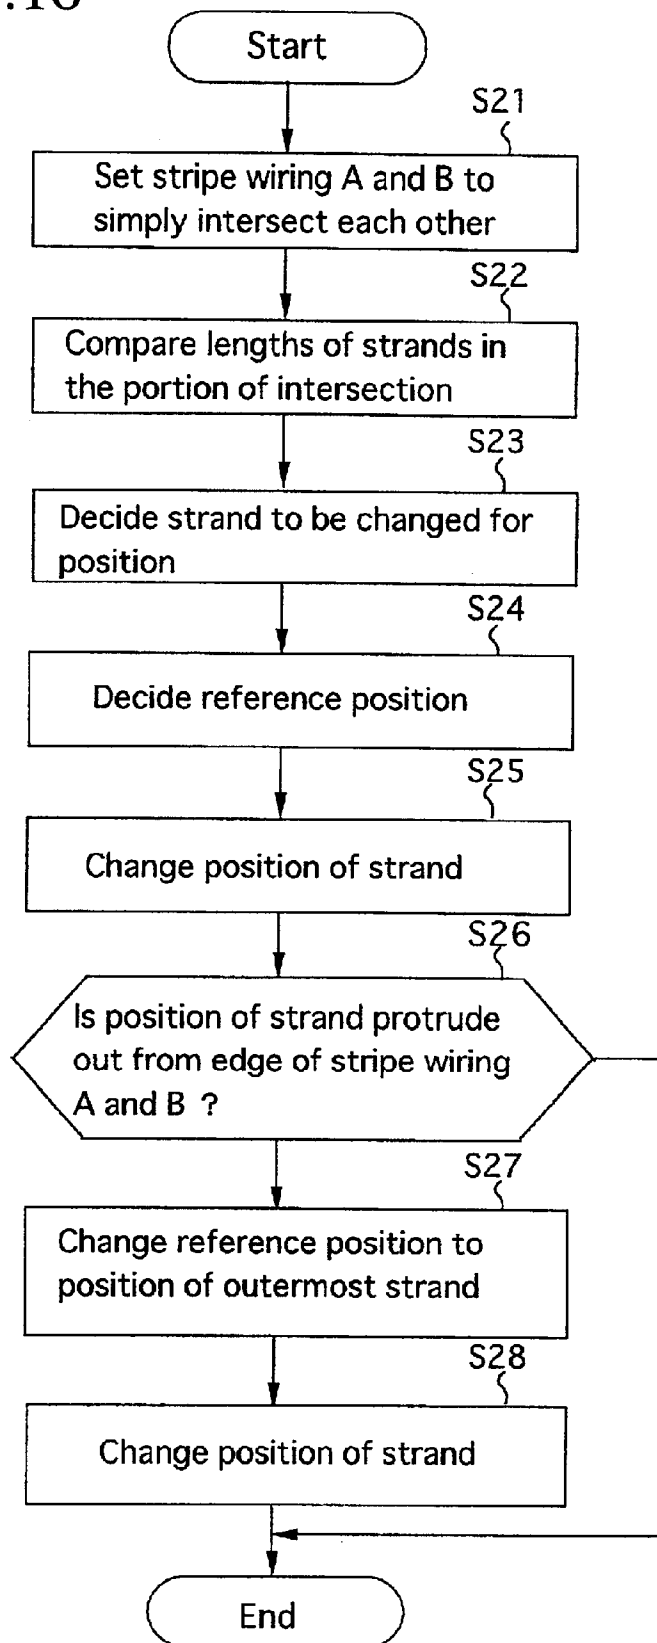 Start
S21
Set stripe wiring A and B to
simply intersect each other
S22
Compare lengths of strands in
the portion of intersection
S23
Decide strand to be changed for
position
S24
Decide reference position
S25
Change position of strand
S26
Is position of strand protrude
out from edge of stripe wiring
A and B ?
S27
Change reference position to
position of outermost strand
S28
Change position of strand
End